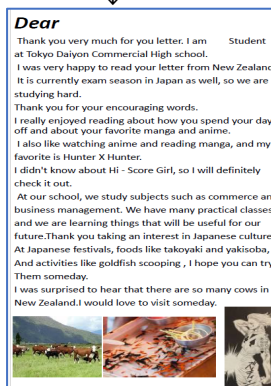 Dear
Thank you very much for you letter. I am Student
at Tokyo Daiyon Commercial High school.
I was very happy to read your letter from New Zealand
It is currently exam season in Japan as well, so we are
studying hard.
Thank you for your encouraging words.
I really enjoyed reading about how you spend your day
off and about your favorite manga and anime.
I also like watching anime and reading manga, and my
favorite is Hunter X Hunter.
I didn't know about Hi - Score Girl, so I will definitely
check it out.
At our school, we study subjects such as commerce an
business management. We have many practical classes
and we are learning things that will be useful for our
future.Thank you taking an interest in Japanese culture
At Japanese festivals, foods like takoyaki and yakisoba,
And activities like goldfish scooping , I hope you can try
Them someday.
I was surprised to hear that there are so many cows in
New Zealand.I would love to visit someday.